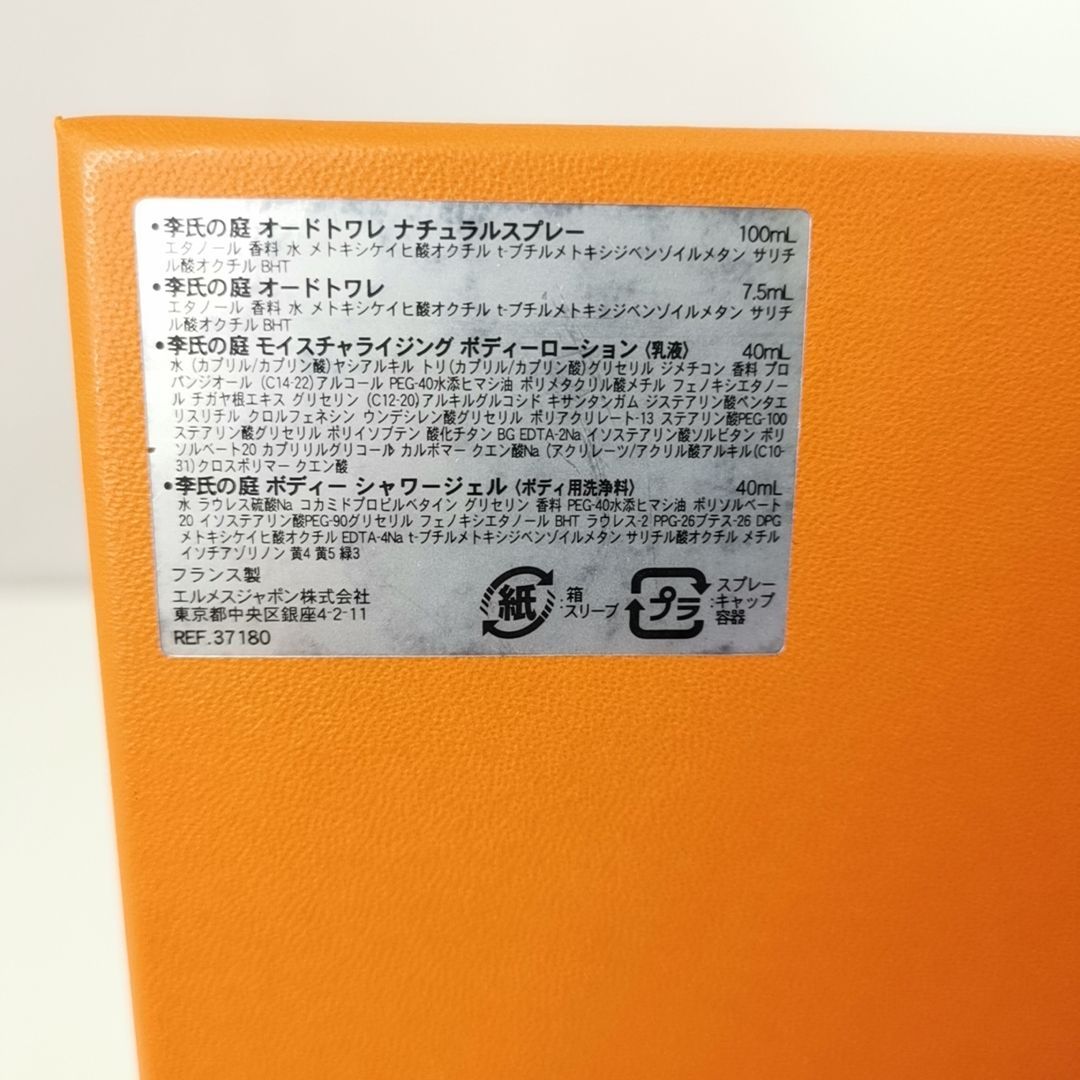 •李氏の庭 オードトワレ ナチュラルスプレー 100mL
エタノール 香料 水 メトキシケイヒ酸オクチル t-ブチルメトキシジベンゾイルメタン サリチ
ル酸オクチル BHT
•李氏の庭 オードトワレ 7.5mL
エタノール 香料 水 メトキシケイヒ酸オクチル t-ブチルメトキシジベンゾイルメタン サリチ
ル酸オクチル BHT
•李氏の庭 モイスチャライジング ボディーローション〈乳液〉 40mL
水 (カプリル/カプリン酸)ヤシアルキル トリ(カプリル/カプリン酸)グリセリル ジメチコン 香料 プロ
パンジオール (C14-22)アルコール PEG-40水添ヒマシ油 ポリメタクリル酸メチル フェノキシエタノー
ル チガヤ根エキス グリセリン (C12-20)アルキルグルコシド キサンタンガム ジステアリン酸ペンタエ
リスリチル クロルフェネシン ウンデシレン酸グリセリル ポリアクリレート-13 ステアリン酸PEG-100
ステアリン酸グリセリル ポリイソブテン 酸化チタン BG EDTA-2Na イソステアリン酸ソルビタン ポリ
ソルベート20 カプリリルグリコール カルボマー クエン酸Na (アクリレーツ/アクリル酸アルキル(C10-
31)クロスポリマー クエン酸
•李氏の庭 ボディー シャワージェル〈ボディ用洗浄料〉 40mL
水 ラウレス硫酸Na コカミドプロピルベタイン グリセリン 香料 PEG-40水添ヒマシ油 ポリソルベート
20 イソステアリン酸PEG-90グリセリル フェノキシエタノール BHT ラウレス-2 PPG-26ブテス-26 DPG
メトキシケイヒ酸オクチル EDTA-4Na t-ブチルメトキシジベンゾイルメタン サリチル酸オクチル メチル
イソチアゾリノン 黄4 黄5 緑3
フランス製
エルメスジャポン株式会社
東京都中央区銀座4-2-11
REF.37180
紙 :箱
スリーブ
プラ :スプレー
キャップ
容器